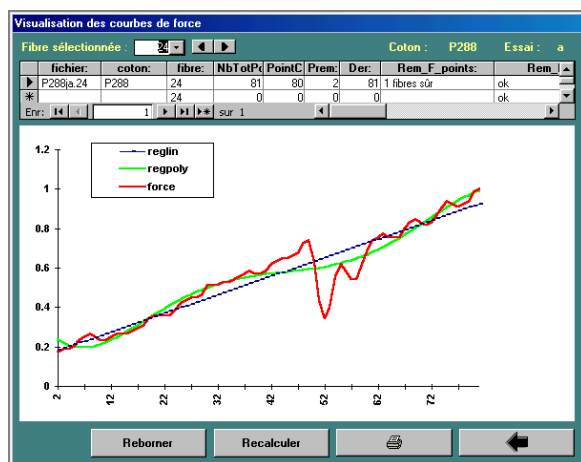 Visualisation des courbes de force
Fibre sélectionnée : 24 Coton : P288 Essai : a
fichier: coton: fibre: NbTotPo PointC Prem: Der: Rem_F_points: Rem_
P288ja.24 P288 24 81 80 2 81 1 fibres sûr ok
24 0 0 0 0 ok
Enr: 1 sur 1
reglin
regpoly
force
1.2
1
0.8
0.6
0.4
0.2
0
2 12 22 32 42 52 62 72
Reborner Recalculer